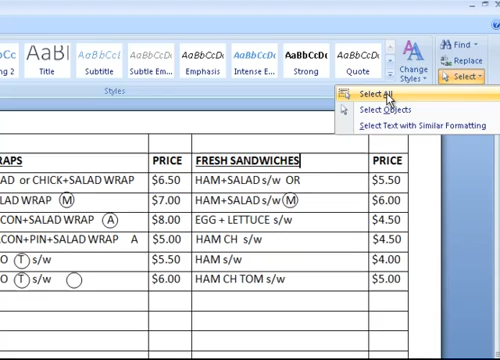 Cc AaBl AaBbCc. AaBbCcDc AaBbCcDc AaBbCcDc AaBbCcDc AaBbCcDc
g 2 Title Subtitle Subtle Em... Emphasis Intense E... Strong Quote
Change Styles
Find
Replace
Select
Styles
Select All
Select Objects
Select Text with Similar Formatting
RAPS PRICE FRESH SANDWICHES PRICE
AD or CHICK+SALAD WRAP $6.50 HAM+SALAD s/w OR $5.50
LAD WRAP M $7.00 HAM+SALAD s/w M $6.00
CON+SALAD WRAP A $8.00 EGG + LETTUCE s/w $4.50
CON+PIN+SALAD WRAP A $5.00 HAM CH s/w $4.50
O T s/w $5.50 HAM s/w $4.00
O T s/w $6.00 HAM CH TOM s/w $5.00